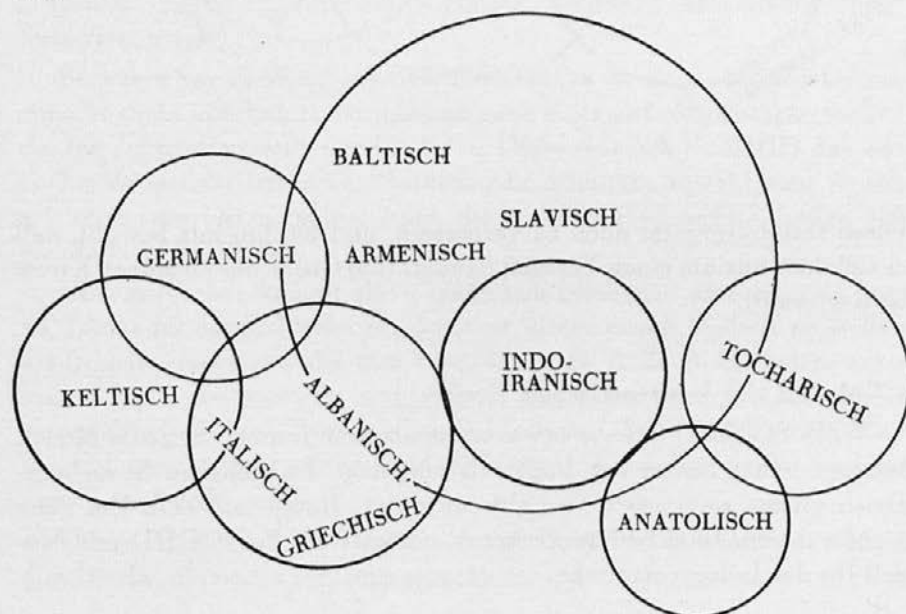 BALTISCH
SLAVISCH
GERMANISCH
ARMENISCH
INDO-
IRANISCH
TOCHARISCH
KELTISCH
ITALISCH
ALBANISCH-
GRIECHISCH
ANATOLISCH